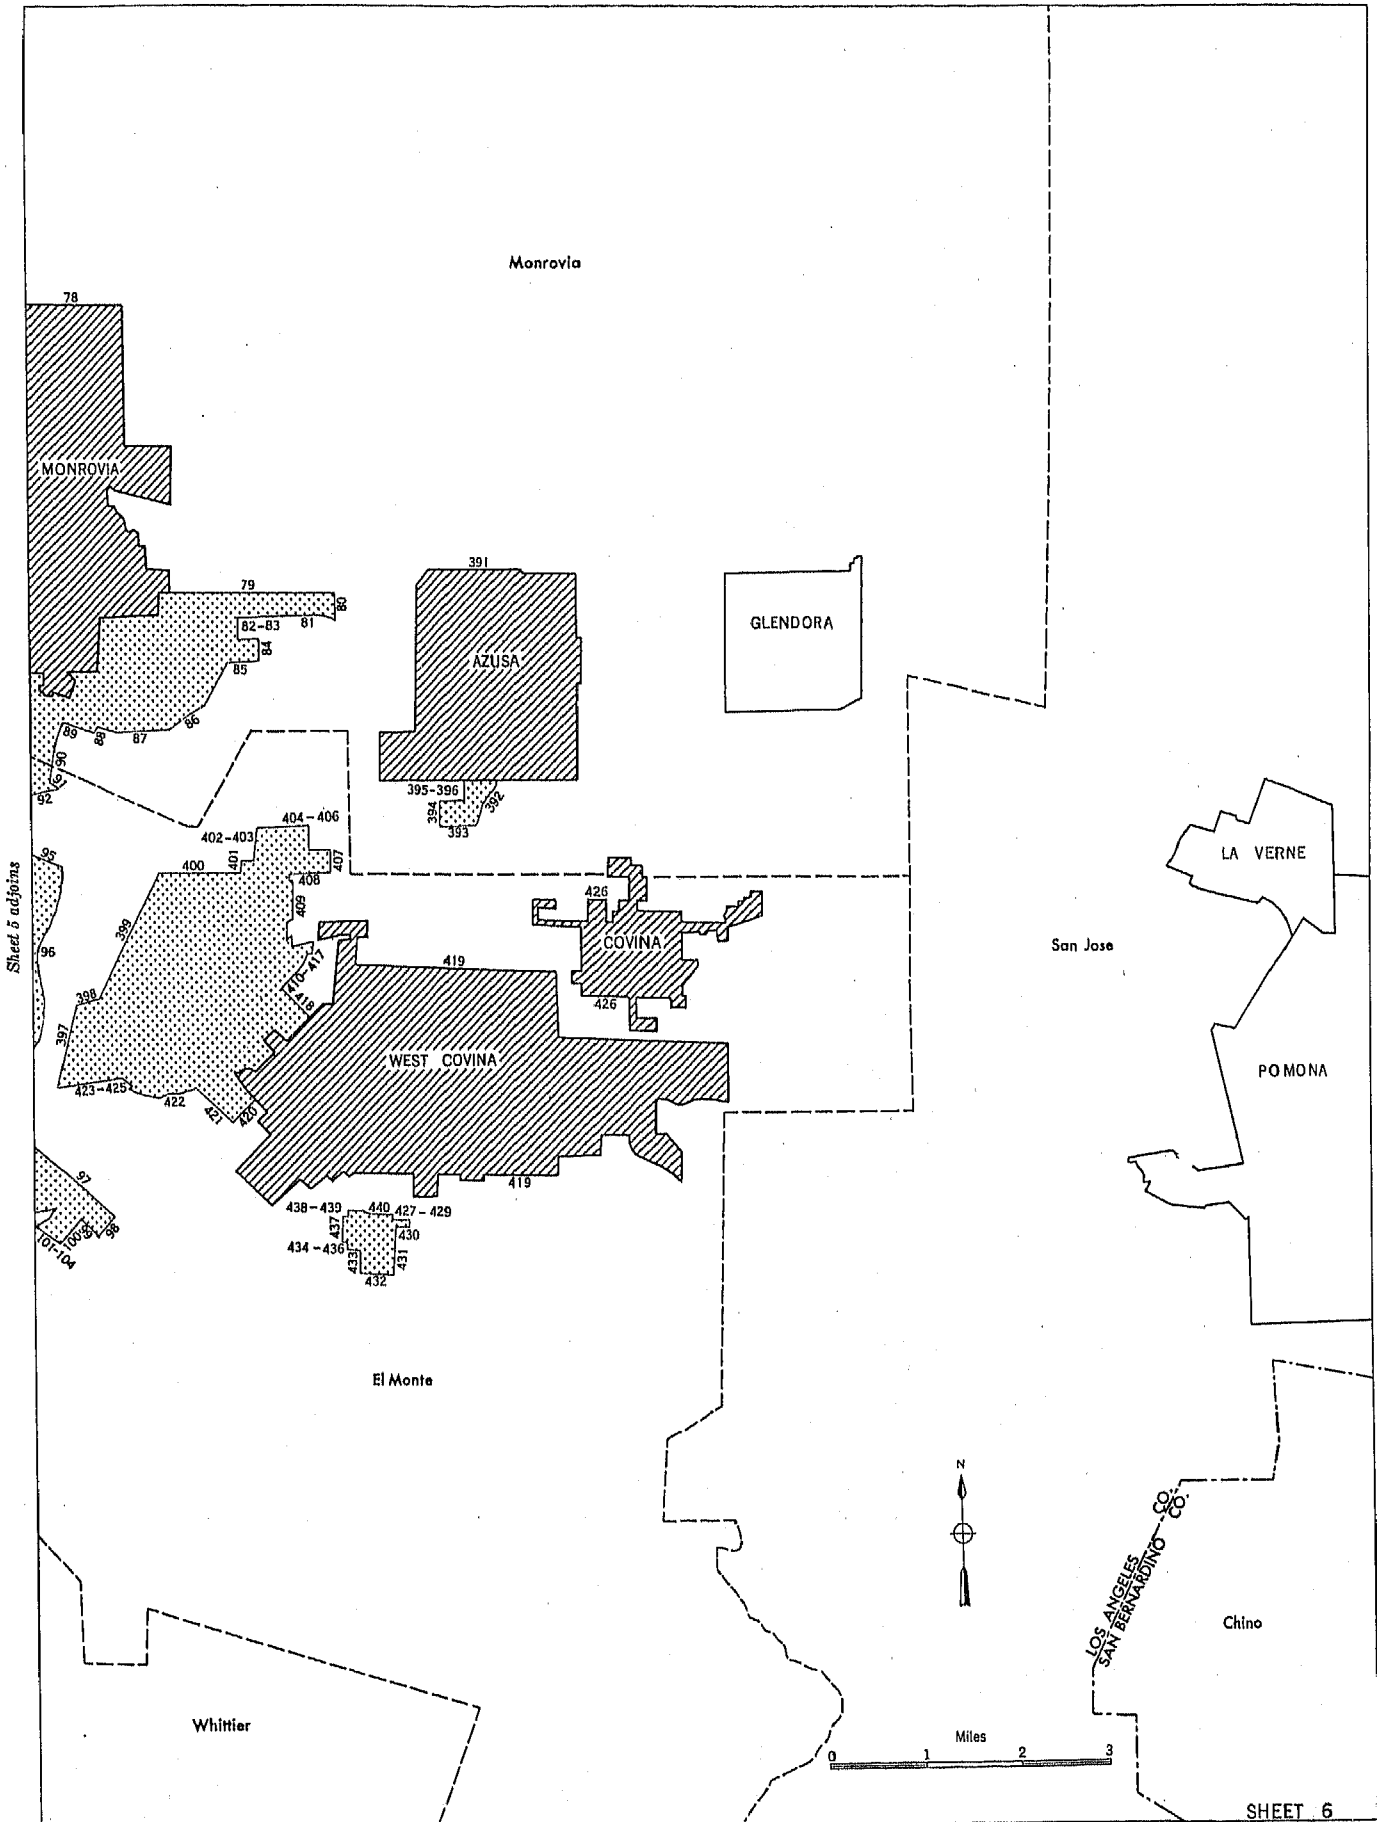 Monrovia
78
MONROVIA
391
79
80
81
82-83
84
85
86
87
88
89
90
91
92
AZUSA
GLENDORA
395-396
394
392
393
404-406
402-403
401
400
407
408
409
95
96
Sheet 5 adjoins
399
398
397
410-417
418
419
426
COVINA
426
LA VERNE
San Jose
POMONA
WEST COVINA
423-425
422
421
420
419
97
98
99
100
101-104
438-439
440
427-429
430
431
437
434-436
433
432
El Monte
N
CO.
CO.
LOS ANGELES
SAN BERNARDINO
Chino
Whittier
Miles
0 1 2 3
SHEET 6